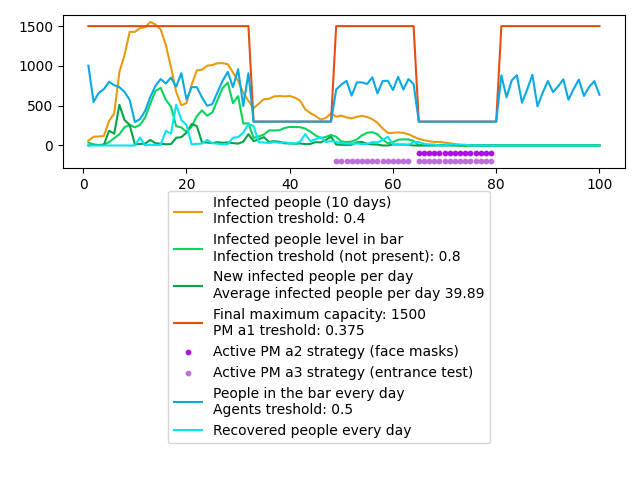 1500
1000
500
0
0
20
40
60
80
100
Infected people (10 days)
Infection treshold: 0.4
Infected people level in bar
Infection treshold (not present): 0.8
New infected people per day
Average infected people per day 39.89
Final maximum capacity: 1500
PM a1 treshold: 0.375
Active PM a2 strategy (face masks)
Active PM a3 strategy (entrance test)
People in the bar every day
Agents treshold: 0.5
Recovered people every day